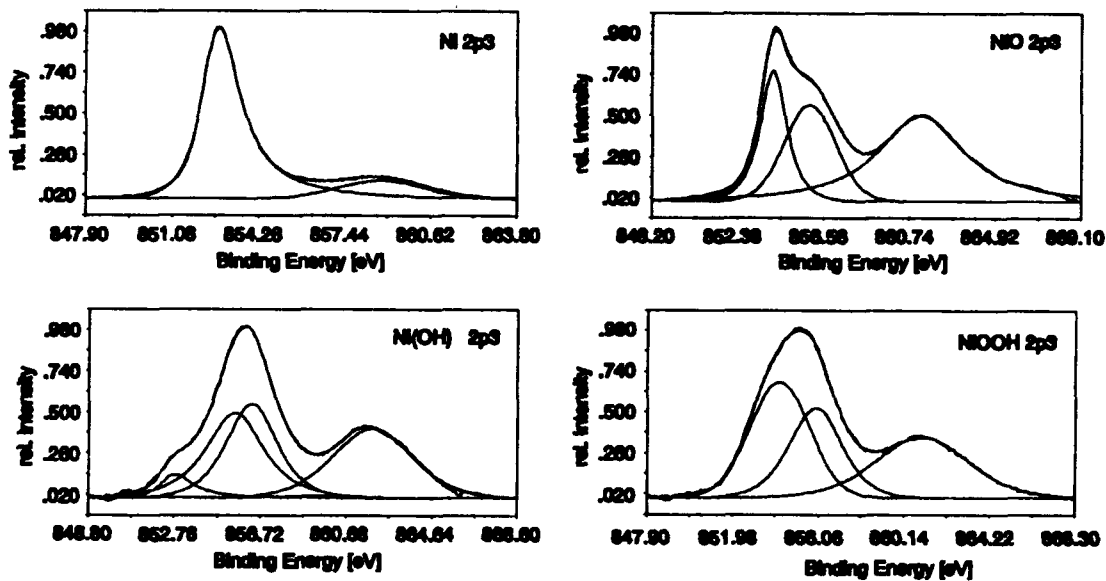 Ni 2p3
rel. intensity
.980
.740
.500
.260
.020
847.90 851.08 854.26 857.44 860.62 863.80
Binding Energy [eV]
NiO 2p3
rel. intensity
.980
.740
.500
.260
.020
848.20 852.38 856.56 860.74 864.92 869.10
Binding Energy [eV]
Ni(OH) 2p3
rel. intensity
.980
.740
.500
.260
.020
848.80 852.76 856.72 860.68 864.64 868.60
Binding Energy [eV]
NiOOH 2p3
rel. intensity
.980
.740
.500
.260
.020
847.90 851.98 856.06 860.14 864.22 868.30
Binding Energy [eV]